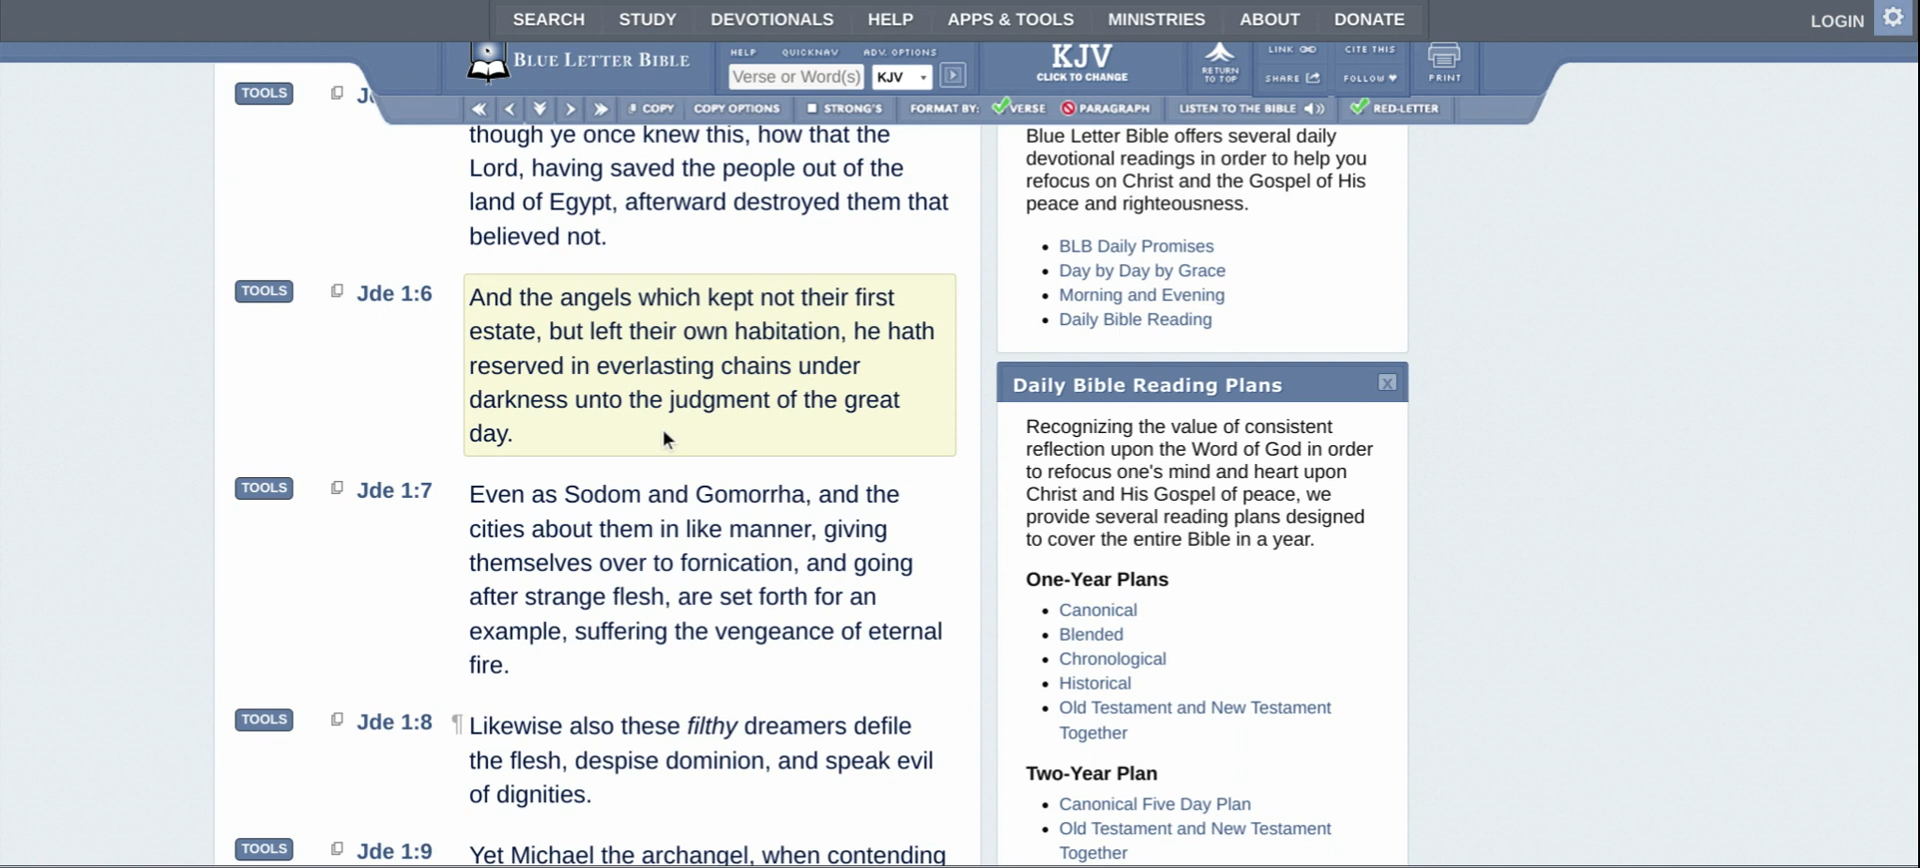 SEARCH STUDY DEVOTIONALS HELP APPS & TOOLS MINISTRIES ABOUT DONATE LOGIN
BLUE LETTER BIBLE
HELP QUICKNAV ADV. OPTIONS
Verse or Word(s) KJV
KJV
CLICK TO CHANGE
RETURN
TO TOP
LINK CITE THIS
SHARE FOLLOW
PRINT
COPY COPY OPTIONS STRONG'S FORMAT BY: VERSE PARAGRAPH LISTEN TO THE BIBLE RED-LETTER
TOOLS
though ye once knew this, how that the
Lord, having saved the people out of the
land of Egypt, afterward destroyed them that
believed not.
TOOLS Jde 1:6 And the angels which kept not their first
estate, but left their own habitation, he hath
reserved in everlasting chains under
darkness unto the judgment of the great
day.
TOOLS Jde 1:7 Even as Sodom and Gomorrha, and the
cities about them in like manner, giving
themselves over to fornication, and going
after strange flesh, are set forth for an
example, suffering the vengeance of eternal
fire.
TOOLS Jde 1:8 ¶ Likewise also these filthy dreamers defile
the flesh, despise dominion, and speak evil
of dignities.
TOOLS Jde 1:9 Yet Michael the archangel, when contending
Blue Letter Bible offers several daily
devotional readings in order to help you
refocus on Christ and the Gospel of His
peace and righteousness.
• BLB Daily Promises
• Day by Day by Grace
• Morning and Evening
• Daily Bible Reading
Daily Bible Reading Plans
Recognizing the value of consistent
reflection upon the Word of God in order
to refocus one's mind and heart upon
Christ and His Gospel of peace, we
provide several reading plans designed
to cover the entire Bible in a year.
One-Year Plans
• Canonical
• Blended
• Chronological
• Historical
• Old Testament and New Testament
Together
Two-Year Plan
• Canonical Five Day Plan
• Old Testament and New Testament
Together